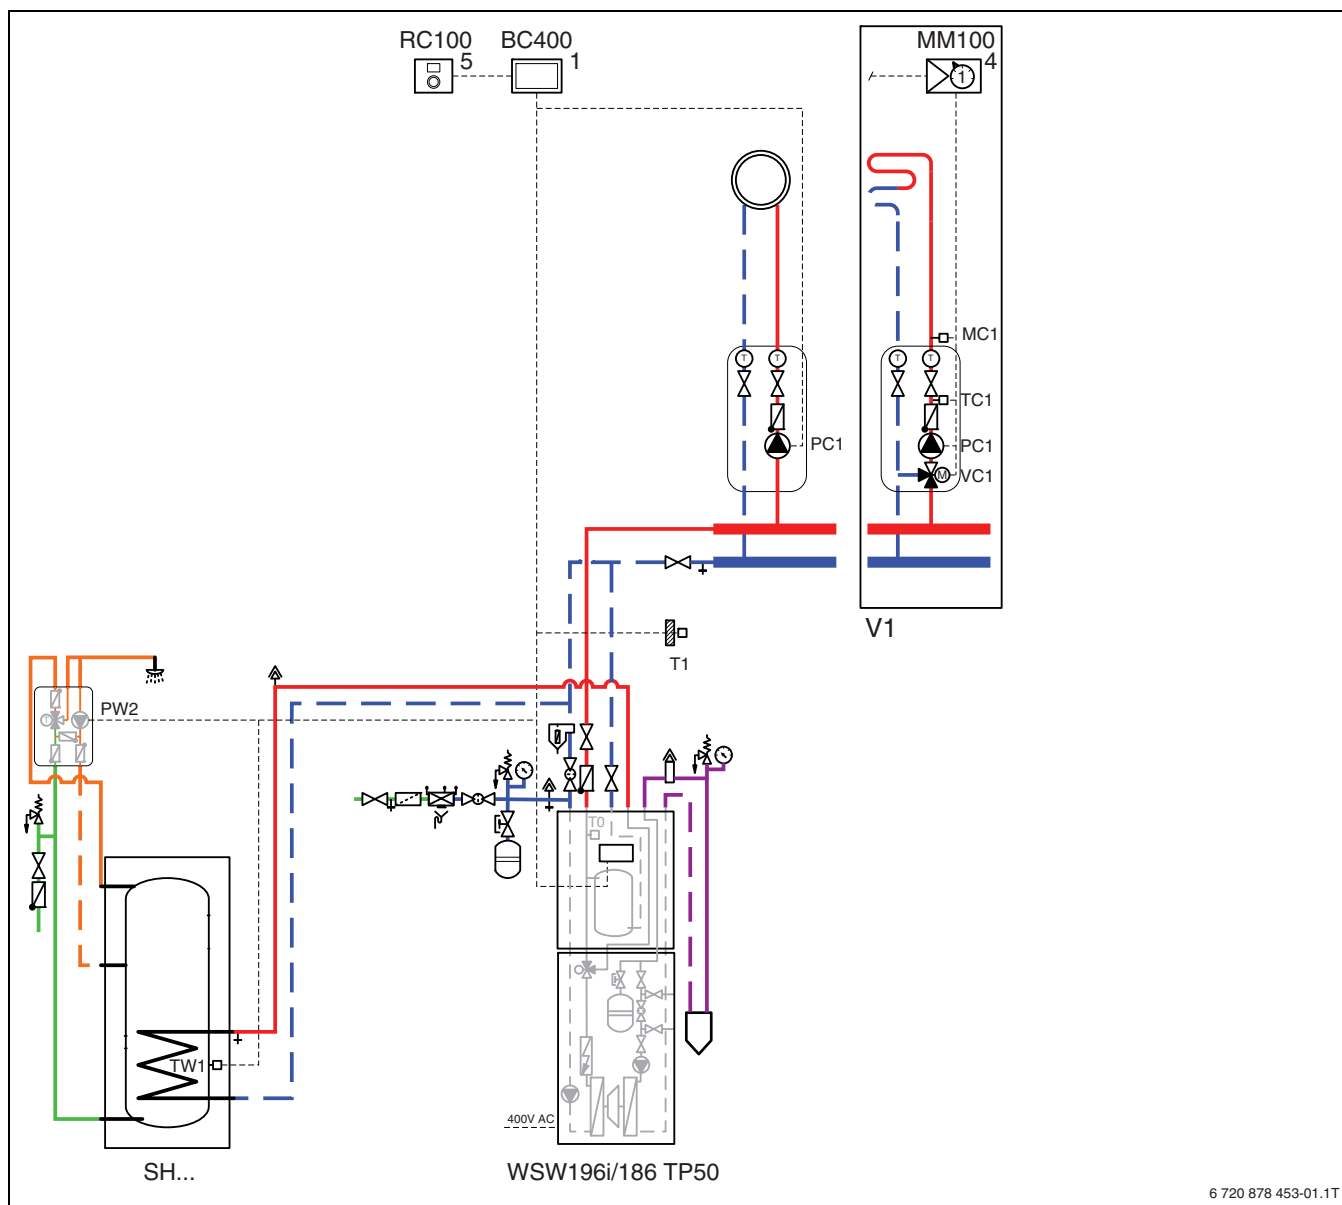 RC100
5
BC400
1
MM100
4
1
MC1
T
T
T
T
TC1
PC1
PC1
M
VC1
V1
T1
PW2
T
T0
TW1
400V AC
SH...
WSW196i/186 TP50
6 720 878 453-01.1T